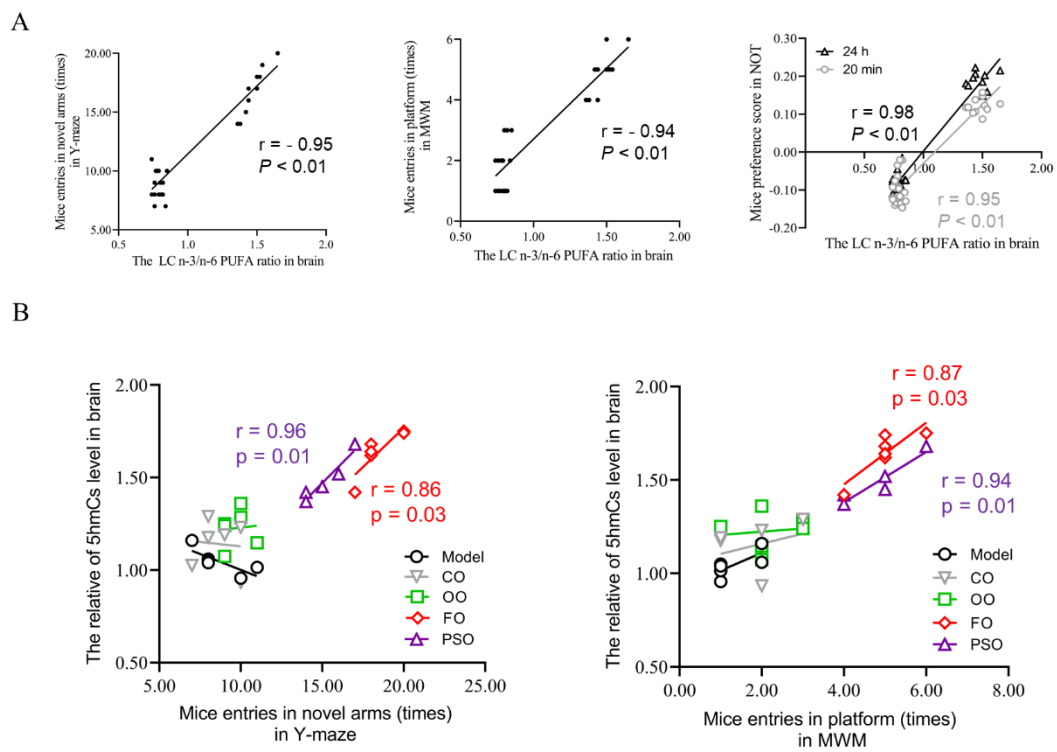 A
Mice entries in novel arms (times)
in Y-maze
20.00
15.00
10.00
5.00
r = - 0.95
P < 0.01
0.5
1.0
1.5
2.0
The LC n-3/n-6 PUFA ratio in brain
Mice entries in platform (times)
in MWM
6
4
2
0
r = - 0.94
P < 0.01
0.50
1.0
1.5
2.0
The LC n-3/n-6 PUFA ratio in brain
Mice preference score in NOT
0.30
0.20
0.10
0.00
-0.10
-0.20
24 h
20 min
r = 0.98
P < 0.01
r = 0.95
P < 0.01
0.5
1.0
1.5
2.0
The LC n-3/n-6 PUFA ratio in brain
B
The relative of 5hmCs level in brain
2.00
1.50
1.00
0.50
r = 0.96
p = 0.01
r = 0.86
p = 0.03
Model
CO
OO
FO
PSO
5.00
10.00
15.00
20.00
25.00
Mice entries in novel arms (times)
in Y-maze
The relative of 5hmCs level in brain
2.00
1.50
1.00
0.50
r = 0.87
p = 0.03
r = 0.94
p = 0.01
Model
CO
OO
FO
PSO
0.00
2.00
4.00
6.00
8.00
Mice entries in platform (times)
in MWM